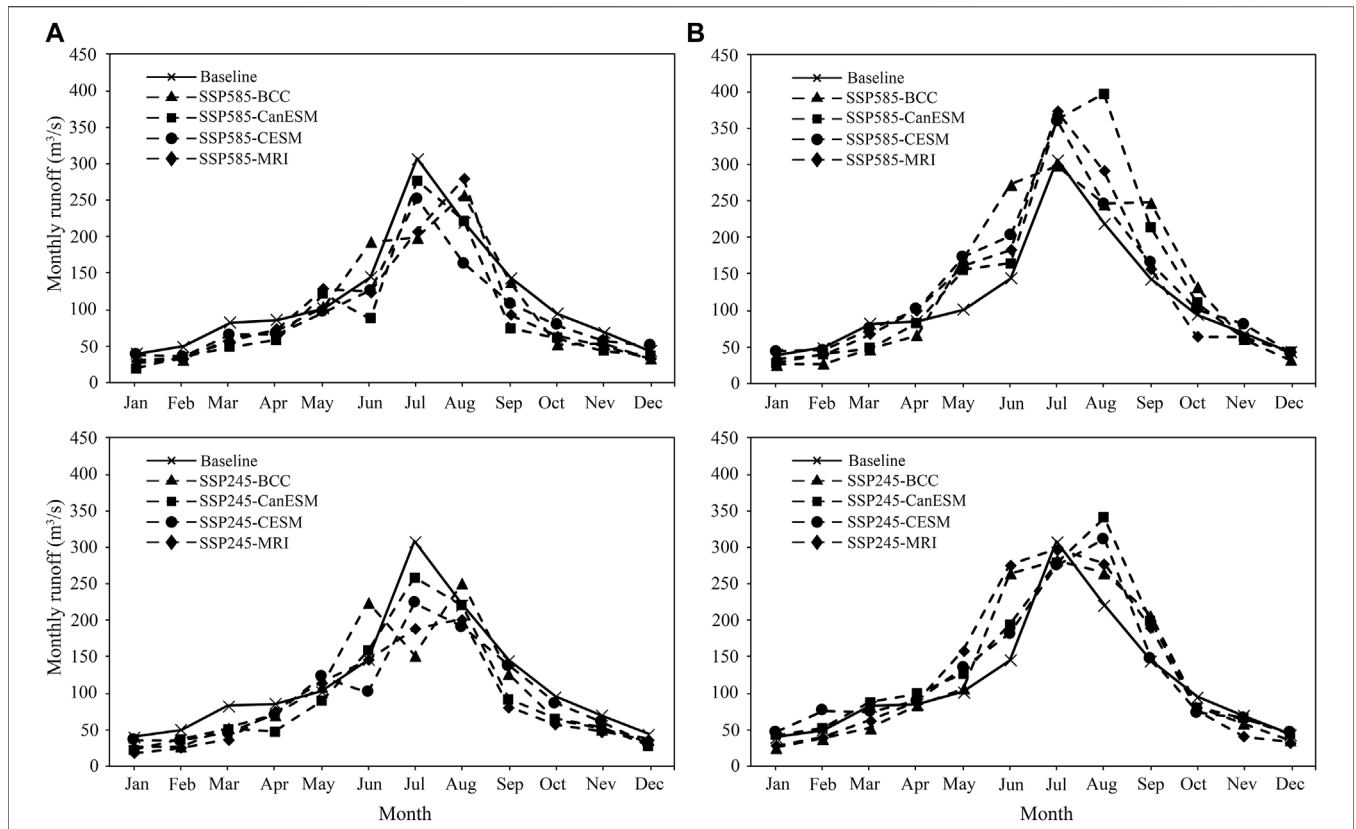 A
450
400
350
300
250
200
150
100
50
0
Monthly runoff (m³/s)
Baseline
SSP585-BCC
SSP585-CanESM
SSP585-CESM
SSP585-MRI
Jan Feb Mar Apr May Jun Jul Aug Sep Oct Nev Dec
B
450
400
350
300
250
200
150
100
50
0
Baseline
SSP585-BCC
SSP585-CanESM
SSP585-CESM
SSP585-MRI
Jan Feb Mar Apr May Jun Jul Aug Sep Oct Nev Dec
450
400
350
300
250
200
150
100
50
0
Monthly runoff (m³/s)
Baseline
SSP245-BCC
SSP245-CanESM
SSP245-CESM
SSP245-MRI
Jan Feb Mar Apr May Jun Jul Aug Sep Oct Nev Dec
Month
450
400
350
300
250
200
150
100
50
0
Baseline
SSP245-BCC
SSP245-CanESM
SSP245-CESM
SSP245-MRI
Jan Feb Mar Apr May Jun Jul Aug Sep Oct Nev Dec
Month